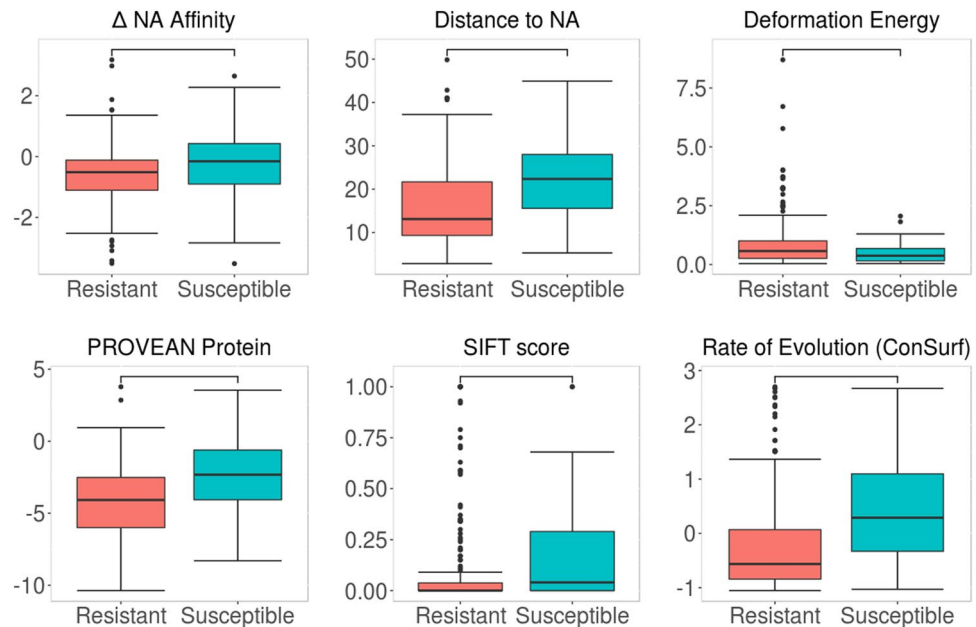 Δ NA Affinity
2
0
-2
Resistant Susceptible
Distance to NA
50
40
30
20
10
Resistant Susceptible
Deformation Energy
7.5
5.0
2.5
0.0
Resistant Susceptible
PROVEAN Protein
5
0
-5
-10
Resistant Susceptible
SIFT score
1.00
0.75
0.50
0.25
0.00
Resistant Susceptible
Rate of Evolution (ConSurf)
3
2
1
0
-1
Resistant Susceptible